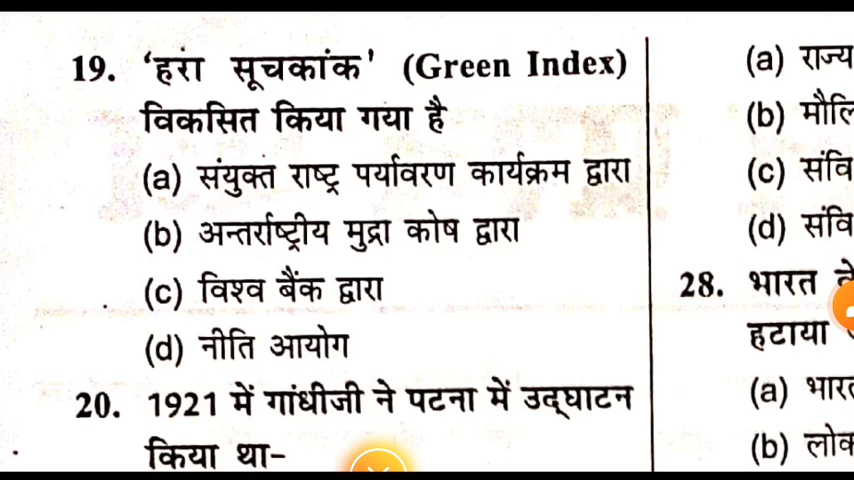 19. 'हरा सूचकांक' (Green Index)
विकसित किया गया है
(a) संयुक्त राष्ट्र पर्यावरण कार्यक्रम द्वारा
(b) अन्तर्राष्ट्रीय मुद्रा कोष द्वारा
(c) विश्व बैंक द्वारा
(d) नीति आयोग
20. 1921 में गांधीजी ने पटना में उद्घाटन
किया था-
(a) राज्य
(b)
(c)
(d)
28. भारत
हटाया
(a)
(b)